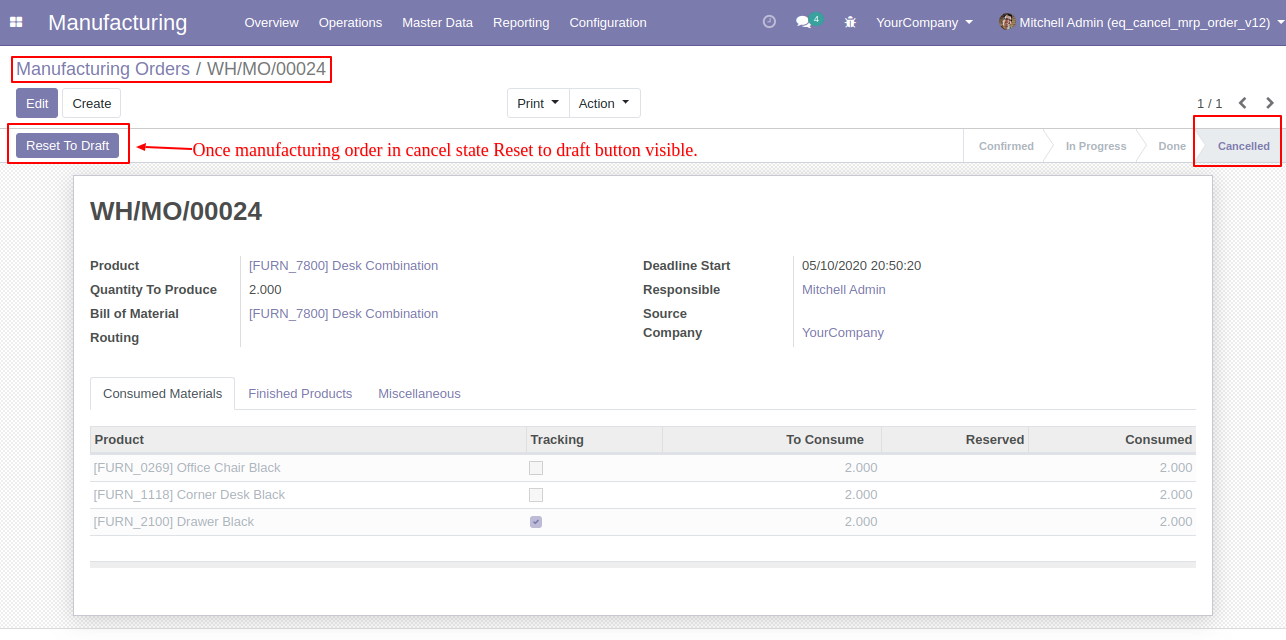 Manufacturing Overview Operations Master Data Reporting Configuration 4 YourCompany Mitchell Admin (eq_cancel_mrp_order_v12)
Manufacturing Orders / WH/MO/00024
Edit Create Print Action 1 / 1
Reset To Draft Once manufacturing order in cancel state Reset to draft button visible. Confirmed In Progress Done Cancelled
WH/MO/00024
Product [FURN_7800] Desk Combination Deadline Start 05/10/2020 20:50:20
Quantity To Produce 2.000 Responsible Mitchell Admin
Bill of Material [FURN_7800] Desk Combination Source
Routing Company YourCompany
Consumed Materials Finished Products Miscellaneous
Product Tracking To Consume Reserved Consumed
[FURN_0269] Office Chair Black 2.000 2.000
[FURN_1118] Corner Desk Black 2.000 2.000
[FURN_2100] Drawer Black 2.000 2.000